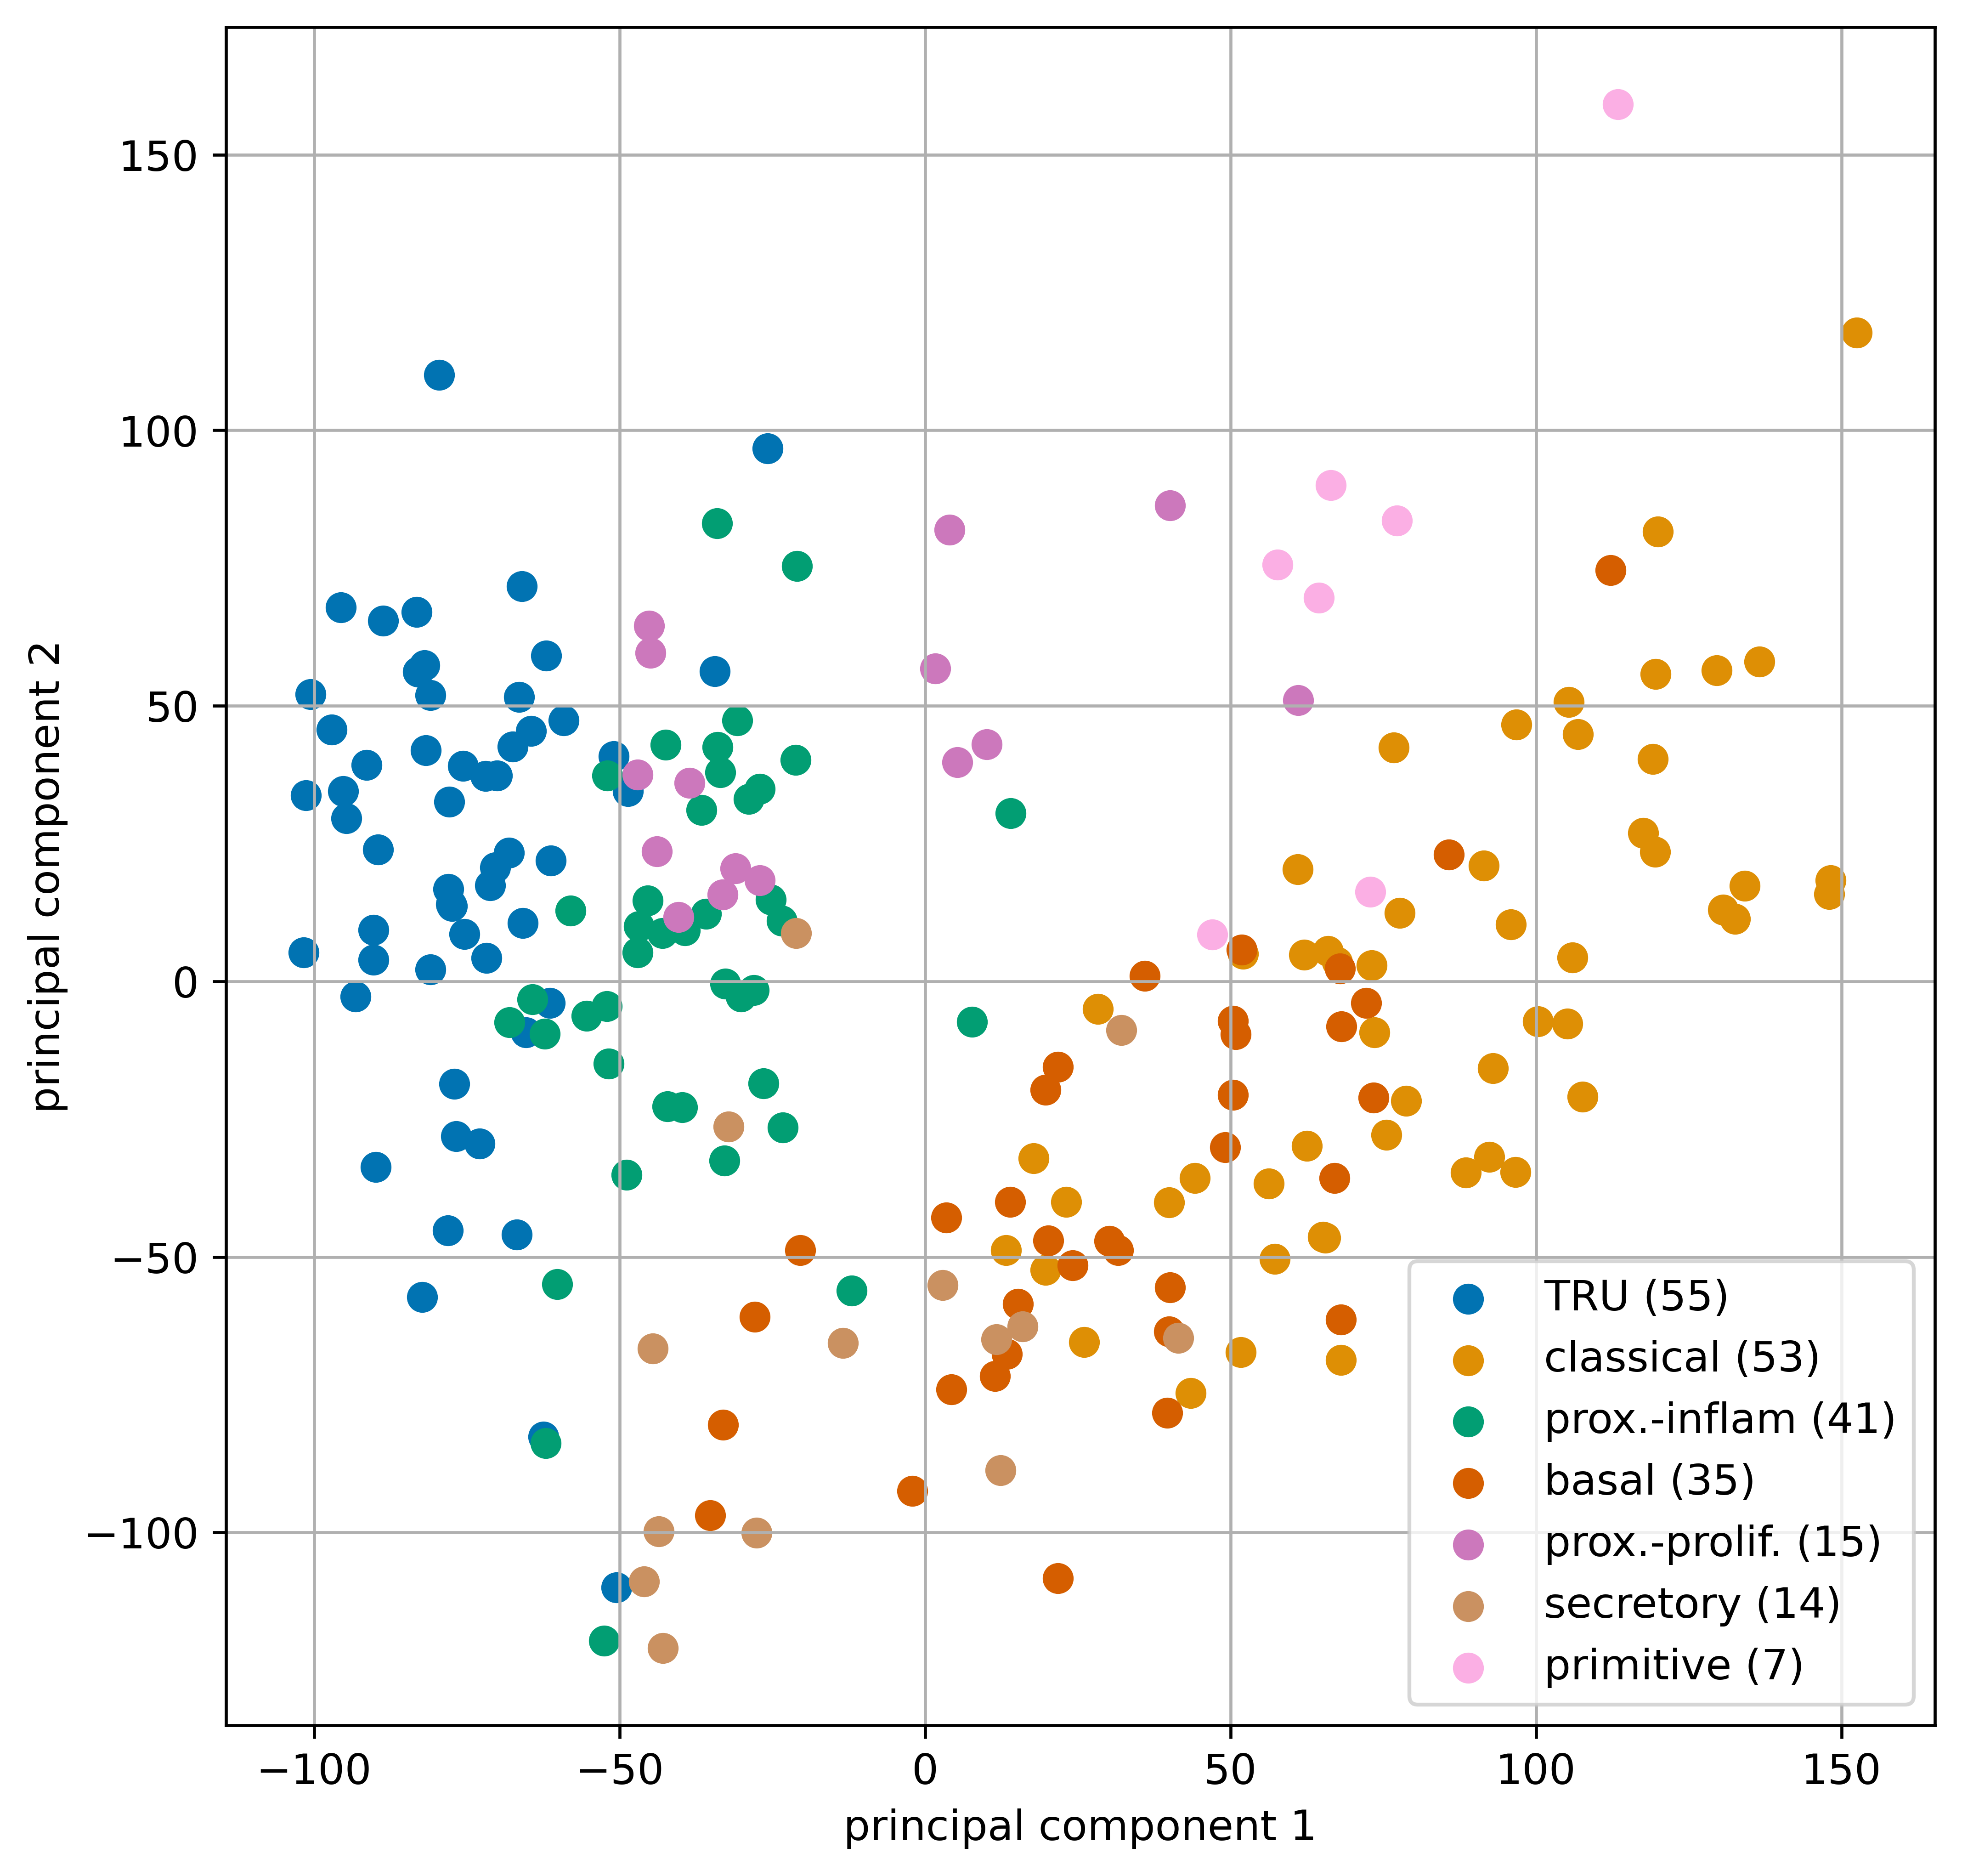 150
100
50
0
−50
−100
principal component 2
−100
−50
0
50
100
150
principal component 1
TRU (55)
classical (53)
prox.-inflam (41)
basal (35)
prox.-prolif. (15)
secretory (14)
primitive (7)